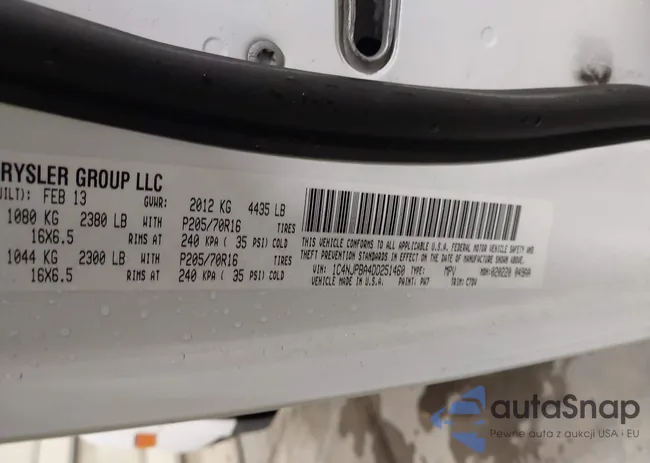 RYSLER GROUP LLC
UILT): FEB 13 GVWR: 2012 KG 4435 LB
1080 KG 2380 LB WITH P205/70R16 TIRES
16X6.5 RIMS AT 240 KPA ( 35 PSI) COLD
1044 KG 2300 LB WITH P205/70R16 TIRES
16X6.5 RIMS AT 240 KPA ( 35 PSI) COLD
THIS VEHICLE CONFORMS TO ALL APPLICABLE U.S.A. FEDERAL MOTOR VEHICLE SAFETY AND
THEFT PREVENTION STANDARDS IN EFFECT ON THE DATE OF MANUFACTURE SHOWN ABOVE.
VIN: 1C4NJPBA4DD251460 TYPE: MPV MDH: 020220 049AA
VEHICLE MADE IN U.S.A. PAINT: PW7 TRIM: C7DV
autaSnap
Pewne auta z aukcji USA i EU